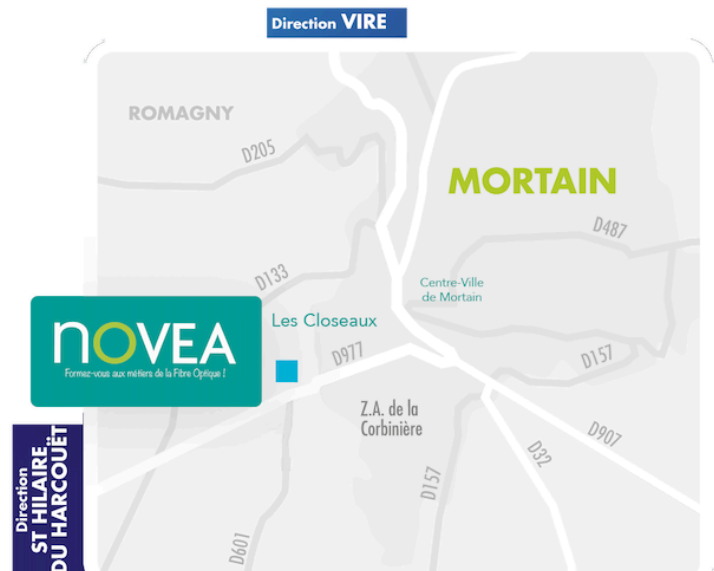 Direction VIRE
ROMAGNY
D205
MORTAIN
D487
D133
Centre-Ville
de Mortain
NOVEA
Formez-vous aux métiers de la Fibre Optique !
Les Closeaux
D977
D157
Z.A. de la
Corbinière
D907
D32
D157
D601
Direction
ST HILAIRE
DU HARCOUËT